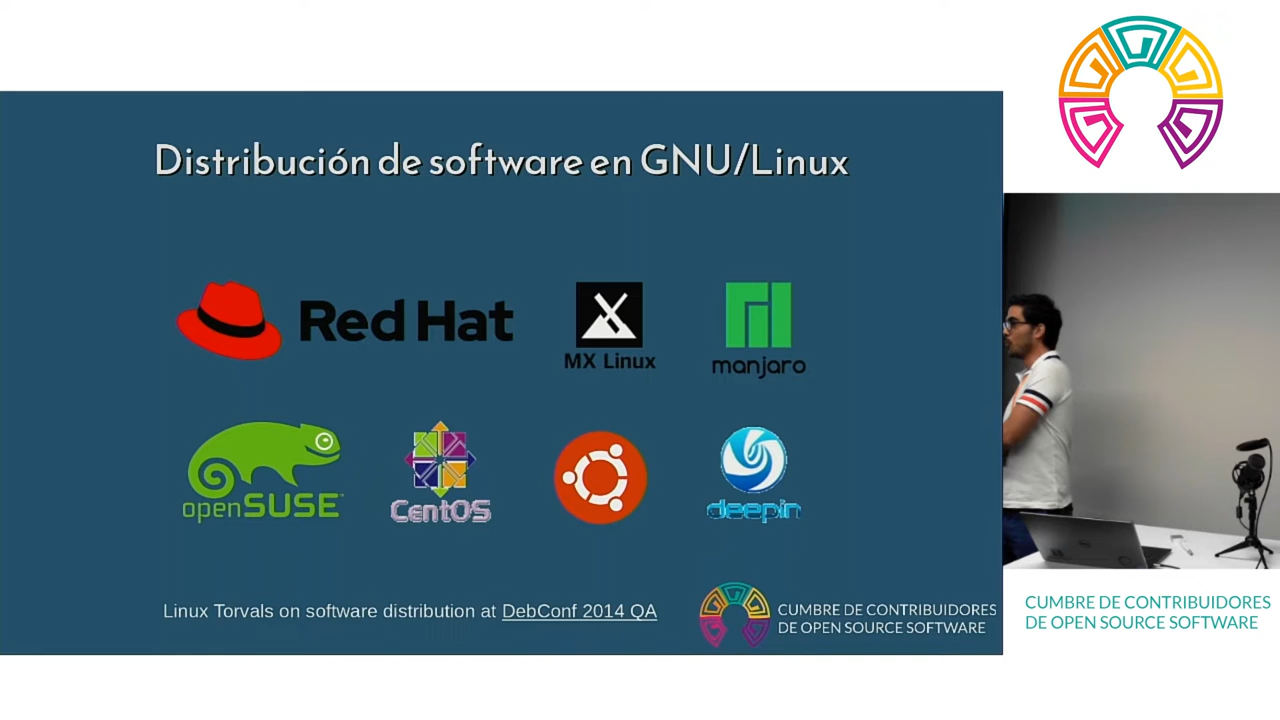 Distribución de software en GNU/Linux
Red Hat
MX Linux
manjaro
openSUSE
CentOS
deepin
Linux Torvals on software distribution at DebConf 2014 QA
CUMBRE DE CONTRIBUIDORES
DE OPEN SOURCE SOFTWARE
CUMBRE DE CONTRIBUIDORES
DE OPEN SOURCE SOFTWARE